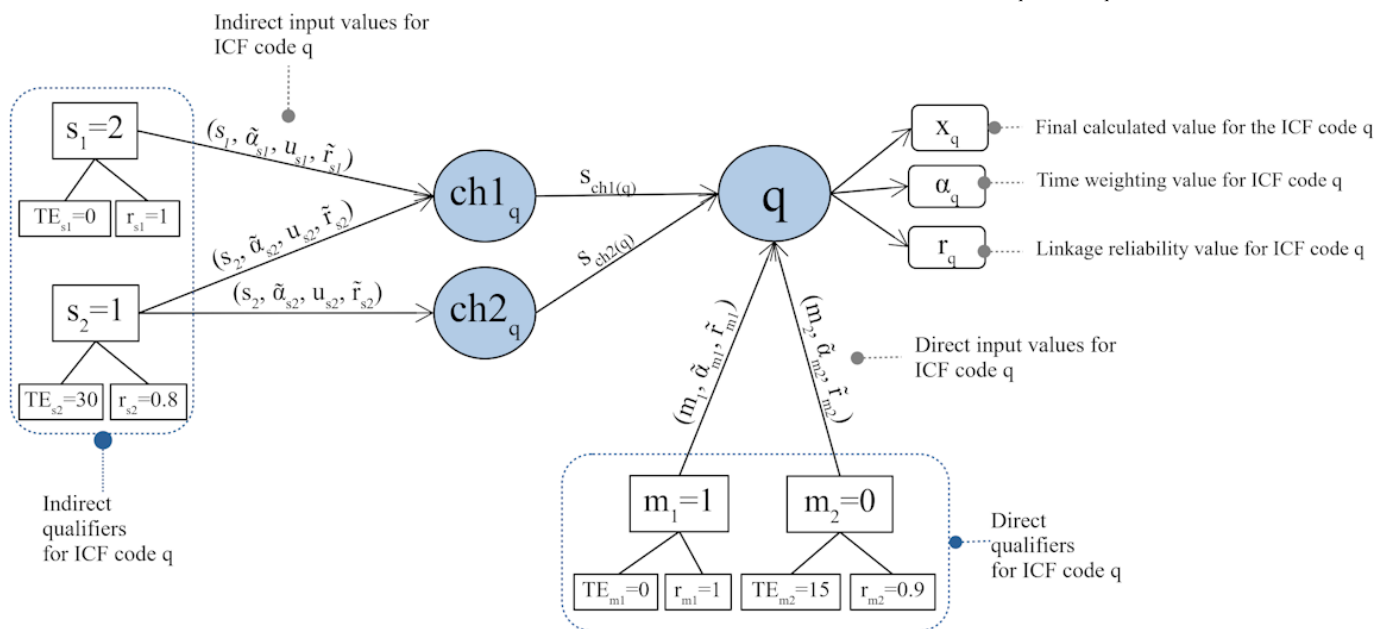 Indirect input values for
ICF code q
s₁=2
TEₛ₁=0
rₛ₁=1
(s₁, α̃ₛ₁, uₛ₁, r̃ₛ₁)
(s₂, α̃ₛ₂, uₛ₂, r̃ₛ₂)
(s₂, α̃ₛ₂, uₛ₂, r̃ₛ₂)
s₂=1
TEₛ₂=30
rₛ₂=0.8
Indirect
qualifiers
for ICF code q
ch1q
ch2q
Sch1(q)
Sch2(q)
q
xq
Final calculated value for the ICF code q
αq
Time weighting value for ICF code q
rq
Linkage reliability value for ICF code q
(m₁, α̃ₘ₁, r̃ₘ₁)
(m₂, α̃ₘ₂, r̃ₘ₂)
Direct input values for
ICF code q
m₁=1
TEₘ₁=0
rₘ₁=1
m₂=0
TEₘ₂=15
rₘ₂=0.9
Direct
qualifiers
for ICF code q